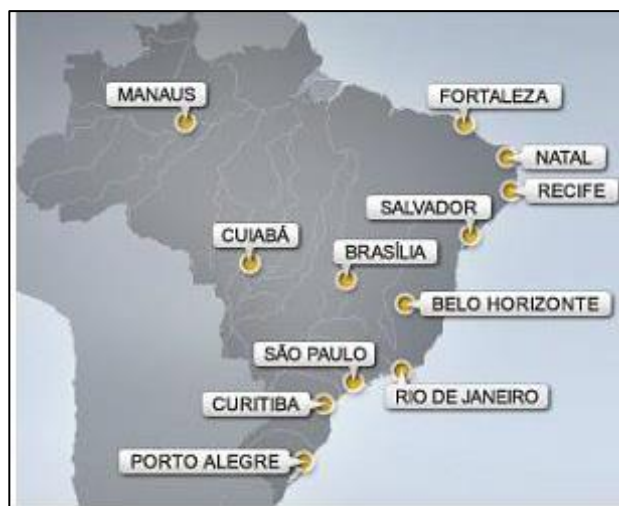 MANAUS
FORTALEZA
NATAL
RECIFE
SALVADOR
CUIABÁ
BRASÍLIA
BELO HORIZONTE
SÃO PAULO
RIO DE JANEIRO
CURITIBA
PORTO ALEGRE